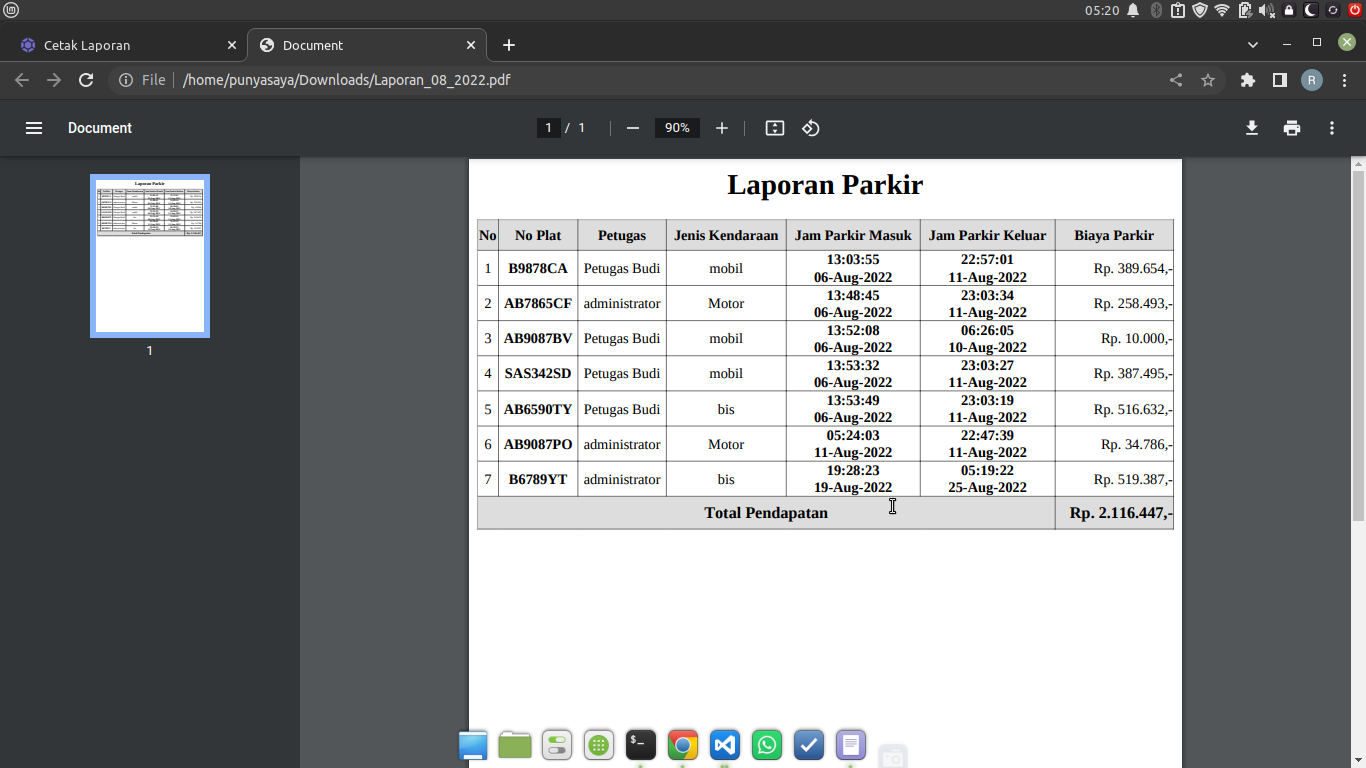 05:20
Cetak Laporan
Document
File
/home/punyasaya/Downloads/Laporan_08_2022.pdf
R
Document
1 / 1
90%
1
Laporan Parkir
No No Plat Petugas Jenis Kendaraan Jam Parkir Masuk Jam Parkir Keluar Biaya Parkir
1 B9878CA Petugas Budi mobil 13:03:55 06-Aug-2022 22:57:01 11-Aug-2022 Rp. 389.654,-
2 AB7865CF administrator Motor 13:48:45 06-Aug-2022 23:03:34 11-Aug-2022 Rp. 258.493,-
3 AB9087BV Petugas Budi mobil 13:52:08 06-Aug-2022 06:26:05 10-Aug-2022 Rp. 10.000,-
4 SAS342SD Petugas Budi mobil 13:53:32 06-Aug-2022 23:03:27 11-Aug-2022 Rp. 387.495,-
5 AB6590TY Petugas Budi bis 13:53:49 06-Aug-2022 23:03:19 11-Aug-2022 Rp. 516.632,-
6 AB9087PO administrator Motor 05:24:03 11-Aug-2022 22:47:39 11-Aug-2022 Rp. 34.786,-
7 B6789YT administrator bis 19:28:23 19-Aug-2022 05:19:22 25-Aug-2022 Rp. 519.387,-
Total Pendapatan Rp. 2.116.447,-